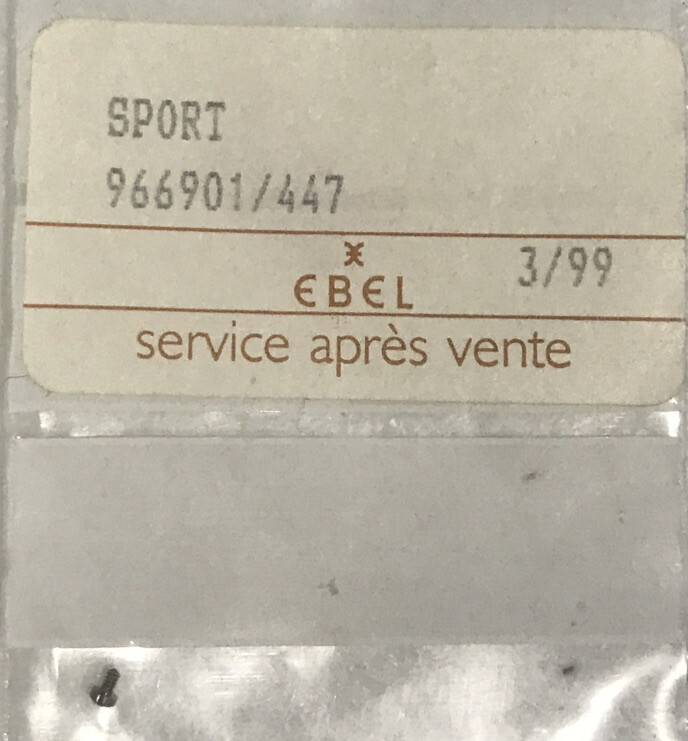 SPORT
966901/447
EBEL 3/99
service après vente